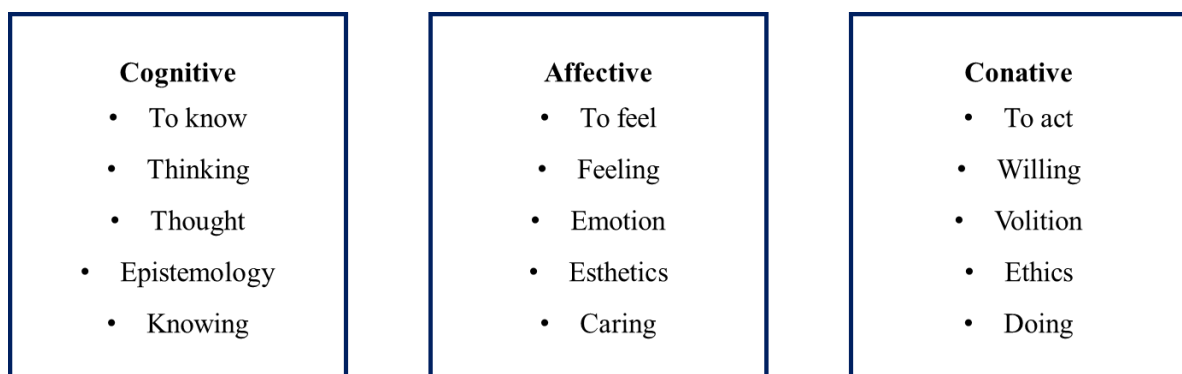 Cognitive
• To know
• Thinking
• Thought
• Epistemology
• Knowing
Affective
• To feel
• Feeling
• Emotion
• Esthetics
• Caring
Conative
• To act
• Willing
• Volition
• Ethics
• Doing